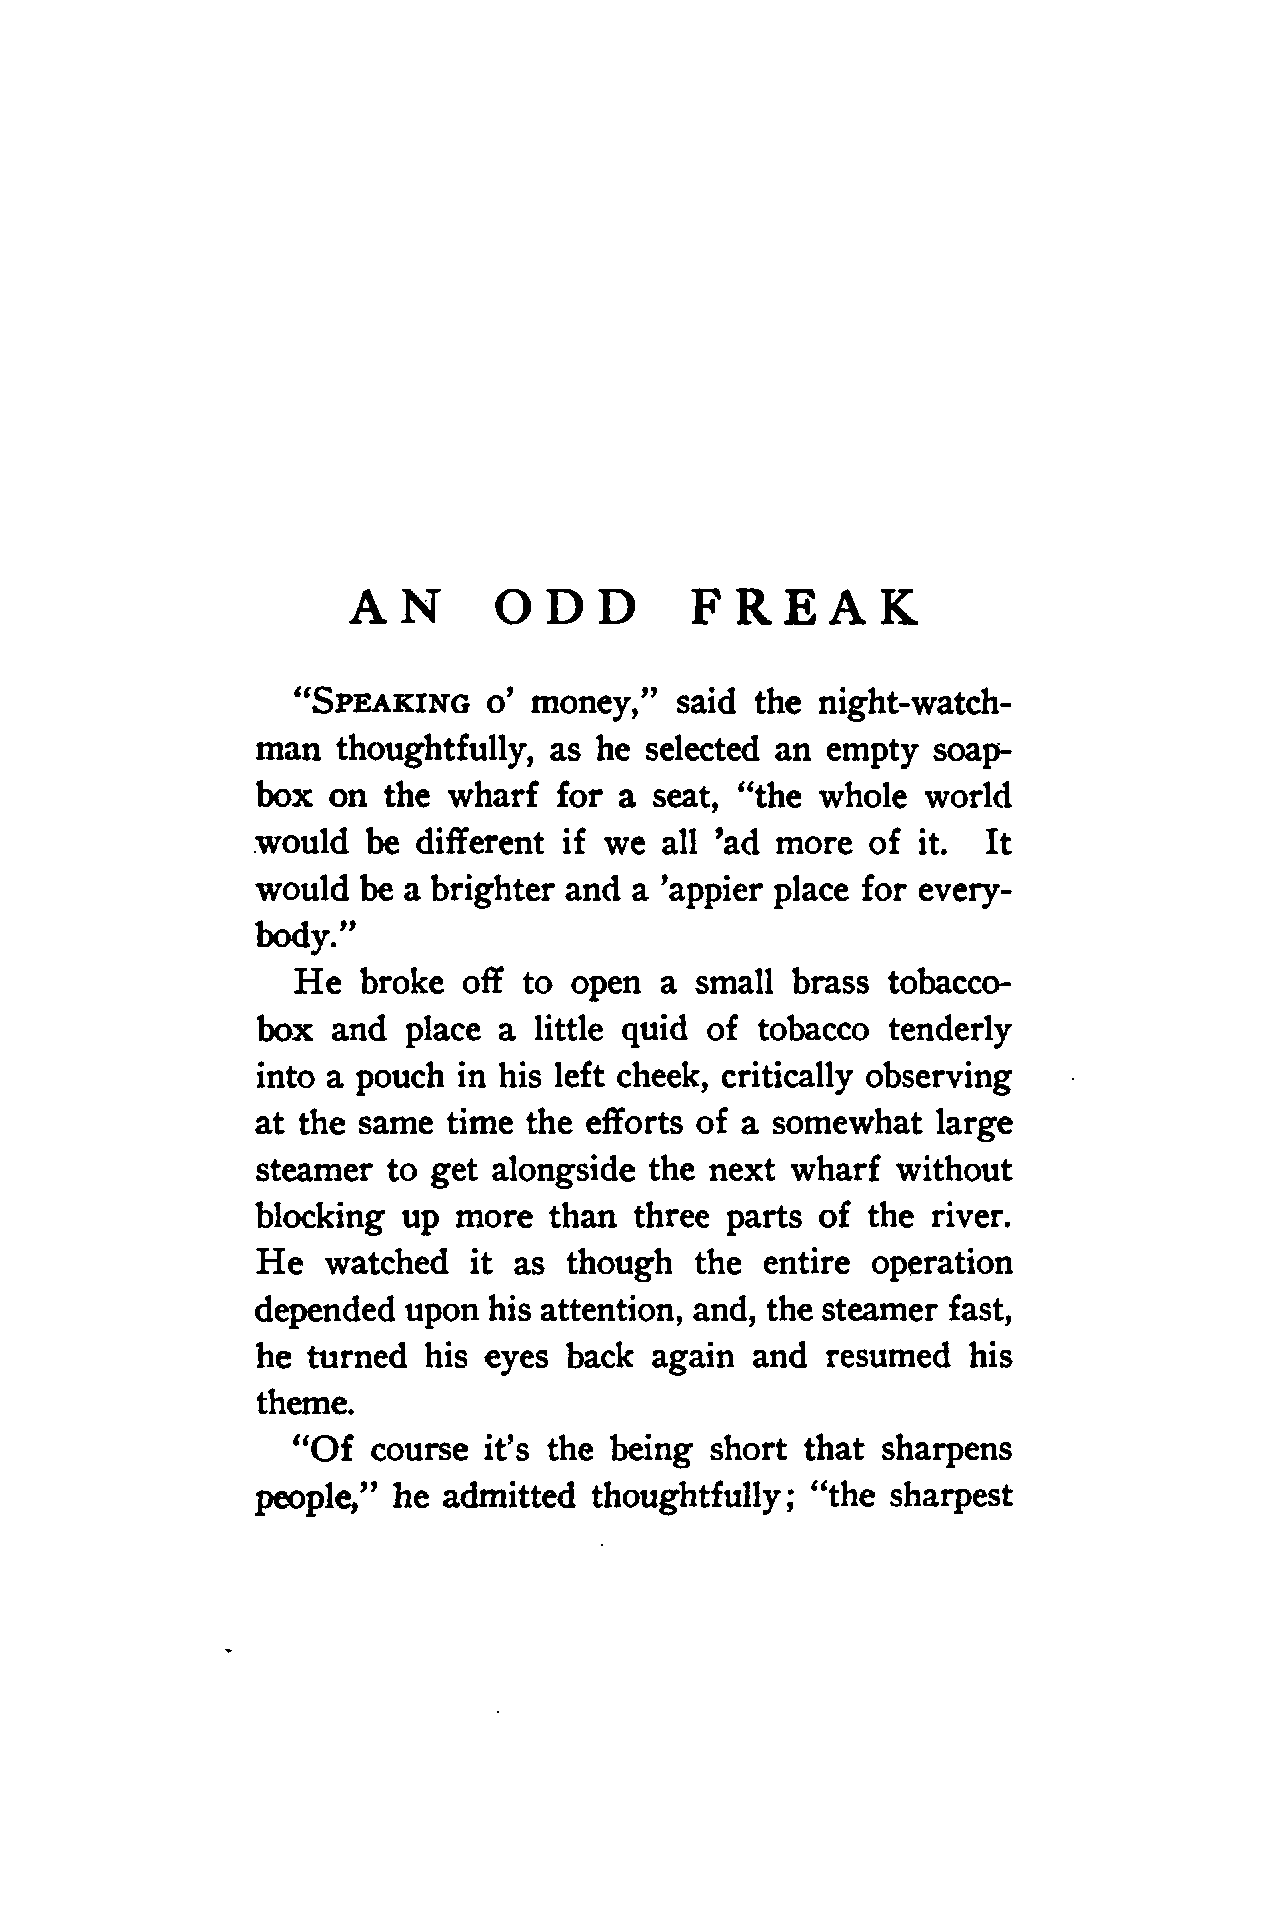 AN ODD FREAK
“SPEAKING o’ money,” said the night-watch-
man thoughtfully, as he selected an empty soap-
box on the wharf for a seat, “the whole world
would be different if we all ’ad more of it. It
would be a brighter and a ’appier place for every-
body.”
He broke off to open a small brass tobacco-
box and place a little quid of tobacco tenderly
into a pouch in his left cheek, critically observing
at the same time the efforts of a somewhat large
steamer to get alongside the next wharf without
blocking up more than three parts of the river.
He watched it as though the entire operation
depended upon his attention, and, the steamer fast,
he turned his eyes back again and resumed his
theme.
“Of course it’s the being short that sharpens
people,” he admitted thoughtfully; “the sharpest